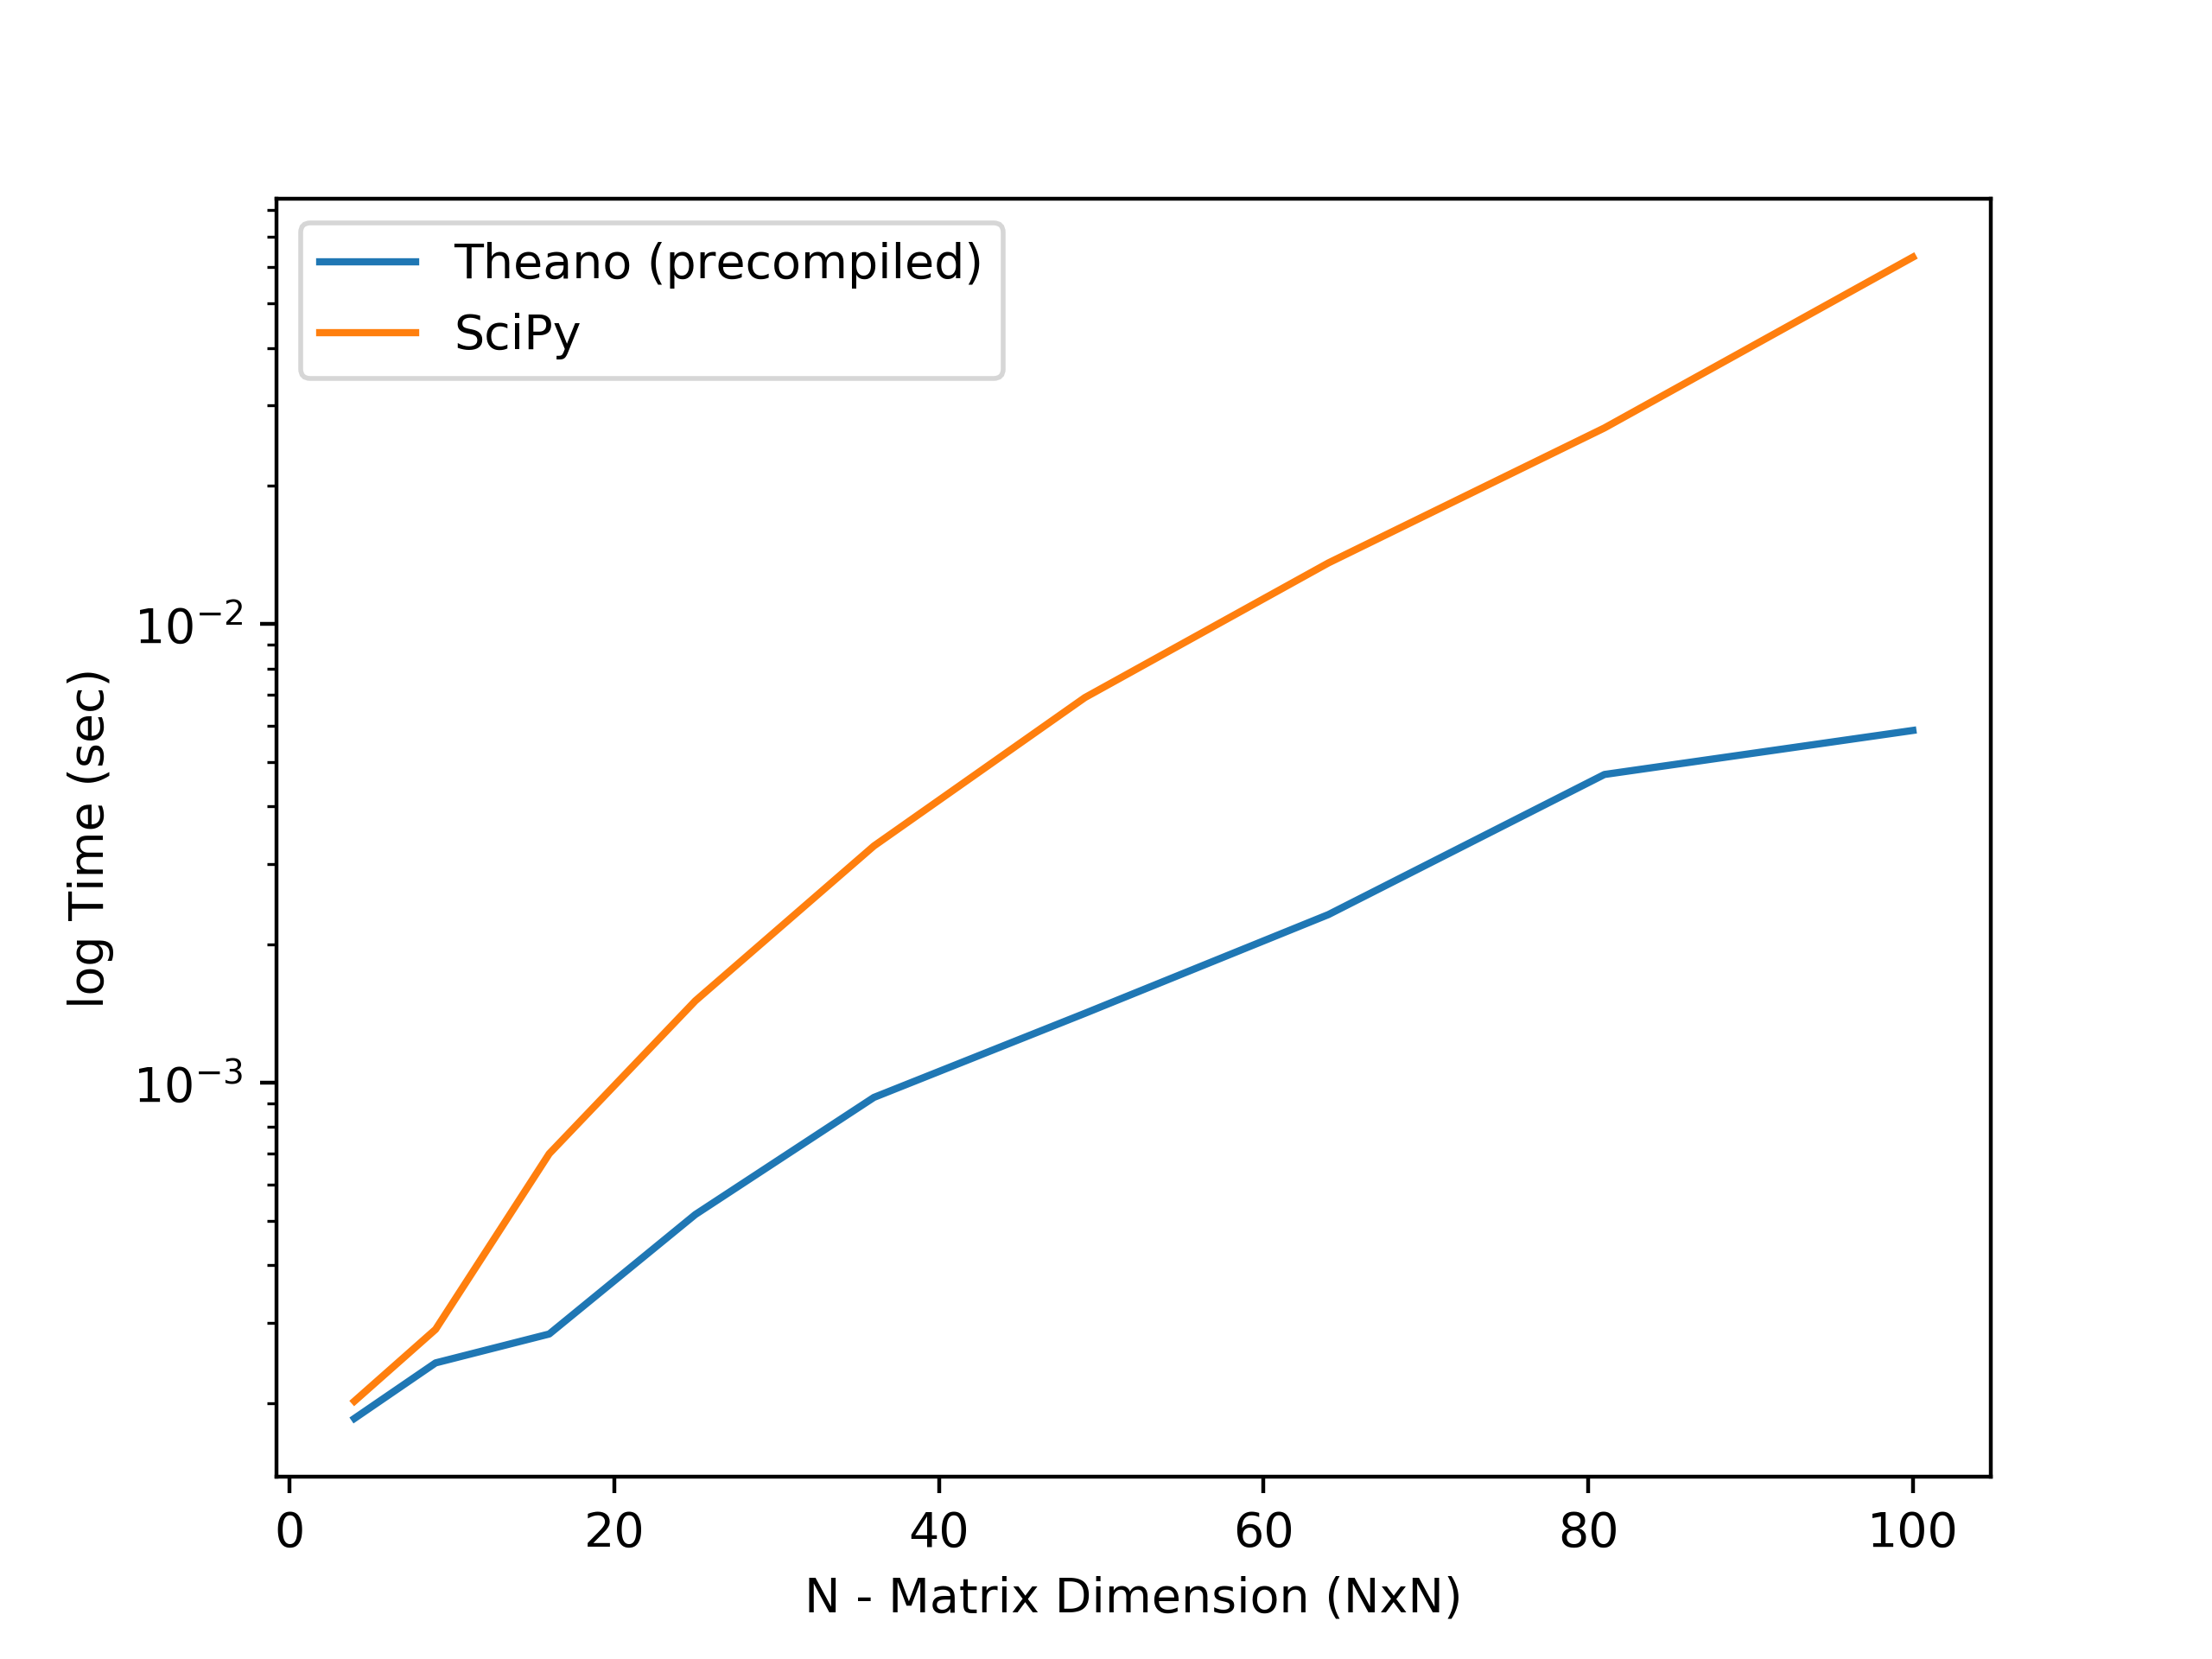 Theano (precompiled)
SciPy
10⁻²
10⁻³
log Time (sec)
0 20 40 60 80 100
N - Matrix Dimension (NxN)